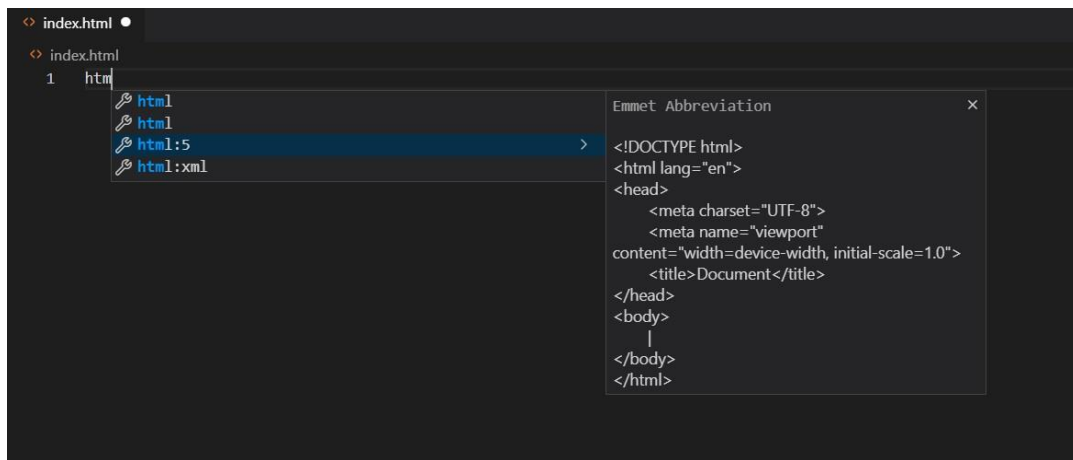 index.html
index.html
1 htm
html
html
html:5
html:xml
Emmet Abbreviation
<!DOCTYPE html>
<html lang="en">
<head>
<meta charset="UTF-8">
<meta name="viewport"
content="width=device-width, initial-scale=1.0">
<title>Document</title>
</head>
<body>
|
</body>
</html>